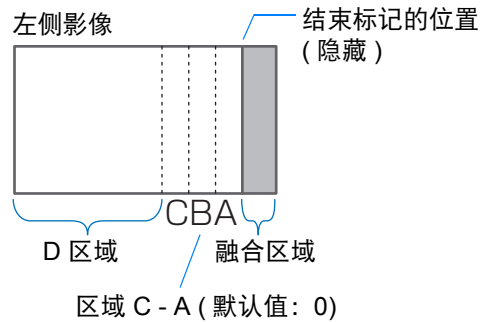 左侧影像
结束标记的位置
( 隐藏 )
CBA
D 区域
融合区域
区域 C - A ( 默认值：0)